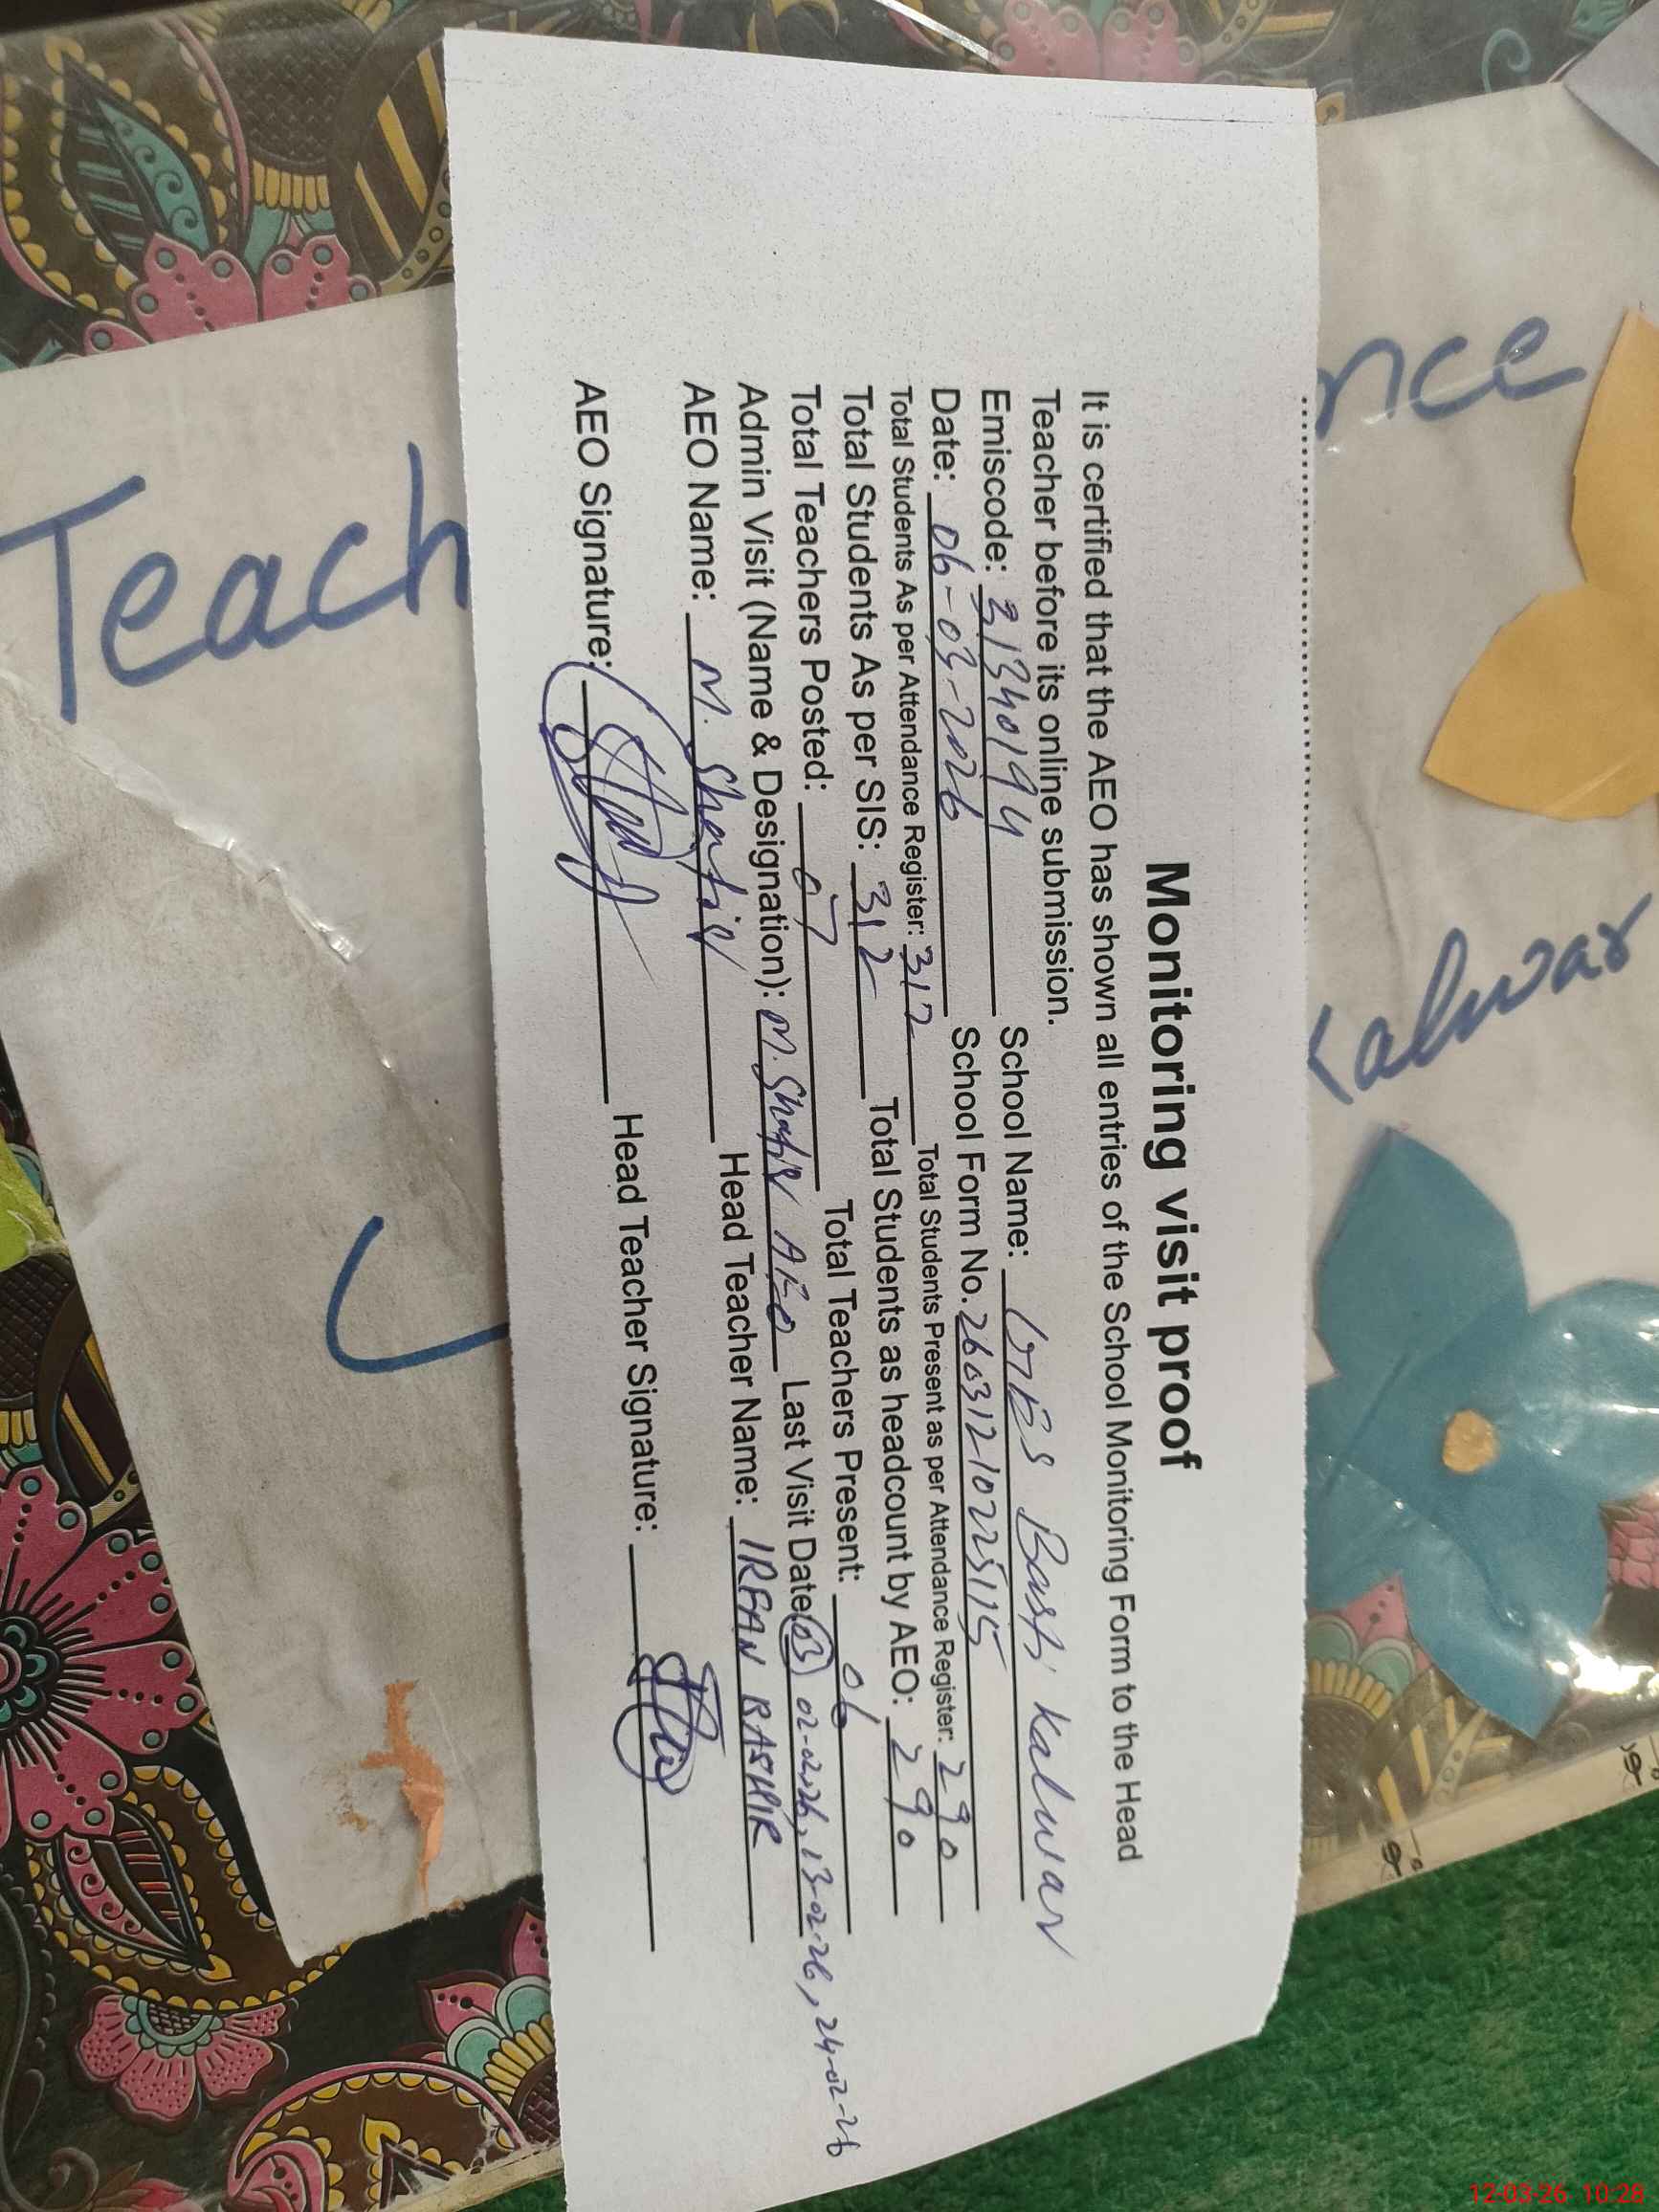 Monitoring visit proof
It is certified that the AEO has shown all entries of the School Monitoring Form to the Head
Teacher before its online submission.
Emiscode: 31340194 School Name: Basti Kalwar
Date: 06-03-2026 School Form No. 26031210225115
Total Students As per Attendance Register: 312 Total Students Present as per Attendance Register: 290
Total Students As per SIS: 312 Total Students as headcount by AEO: 290
Total Teachers Posted: 07 Total Teachers Present: 06
Admin Visit (Name & Designation): M. Shafiq AEO Last Visit Date: (03) 02-02-26, 13-02-26, 24-02-26
AEO Name: M. Shafiq Head Teacher Name: IRFAN BASHIR
AEO Signature: Head Teacher Signature:
Teach
nce
Kalwar
12-03-26 10:28